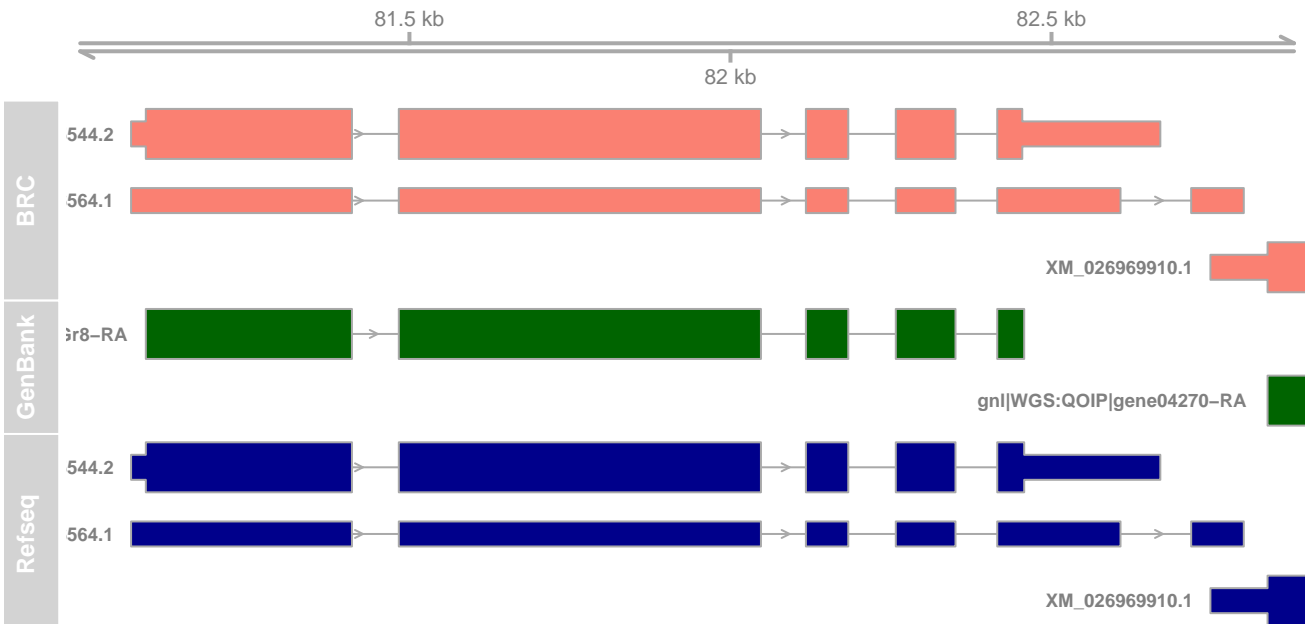 81.5 kb
82.5 kb
82 kb
BRC
544.2
564.1
XM_026969910.1
GenBank
Gr8–RA
gnl|WGS:QOIP|gene04270–RA
Refseq
544.2
564.1
XM_026969910.1